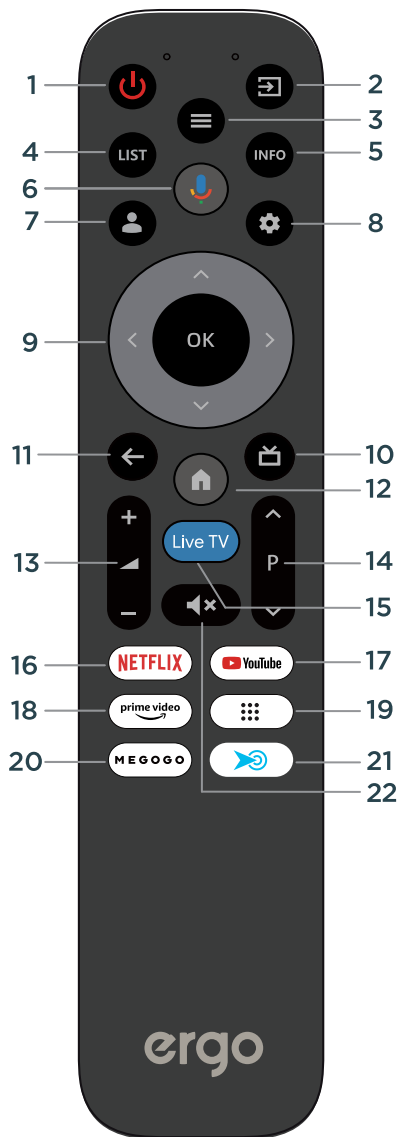 1
2
3
4
LIST
INFO
5
6
7
8
9
OK
11
10
12
13
Live TV
P
14
15
16
NETFLIX
YouTube
17
18
prime video
19
20
MEGOGO
21
22
ergo